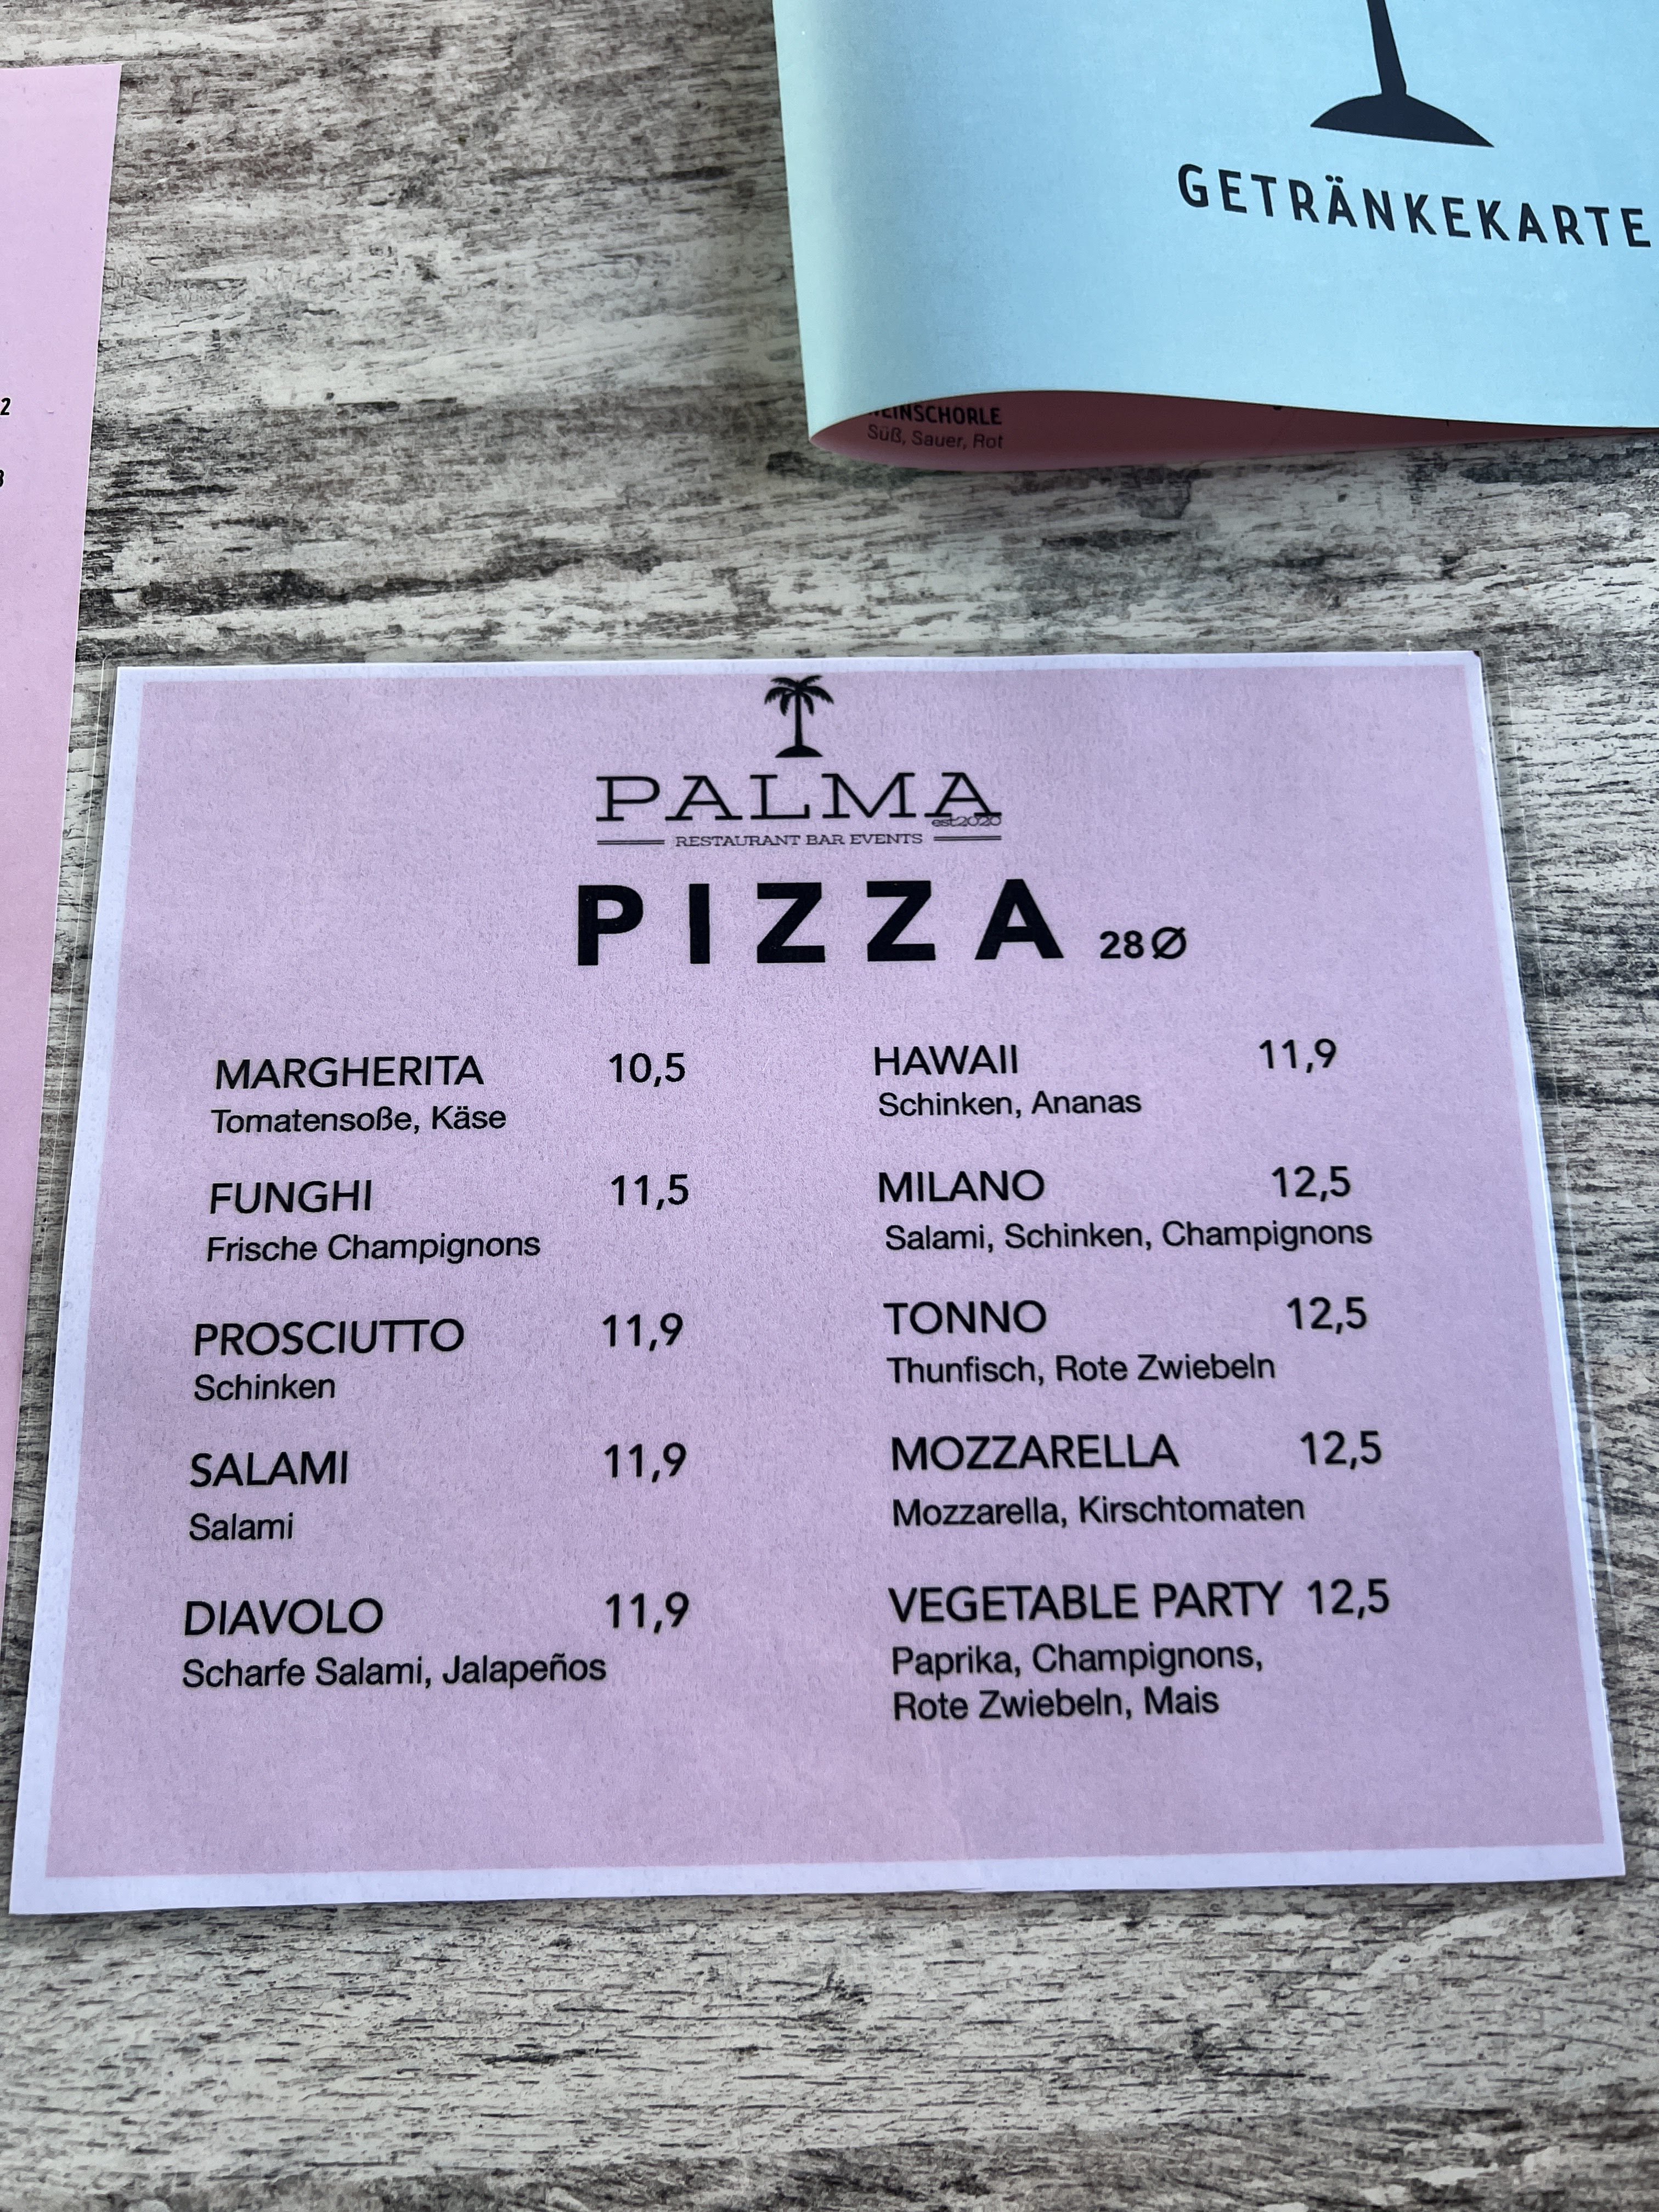 GETRÄNKEKARTE
Süß, Sauer, Rot
PALMA
est2020
RESTAURANT BAR EVENTS
PIZZA 28Ø
MARGHERITA 10,5
Tomatensoße, Käse
FUNGHI 11,5
Frische Champignons
PROSCIUTTO 11,9
Schinken
SALAMI 11,9
Salami
DIAVOLO 11,9
Scharfe Salami, Jalapeños
HAWAII 11,9
Schinken, Ananas
MILANO 12,5
Salami, Schinken, Champignons
TONNO 12,5
Thunfisch, Rote Zwiebeln
MOZZARELLA 12,5
Mozzarella, Kirschtomaten
VEGETABLE PARTY 12,5
Paprika, Champignons,
Rote Zwiebeln, Mais